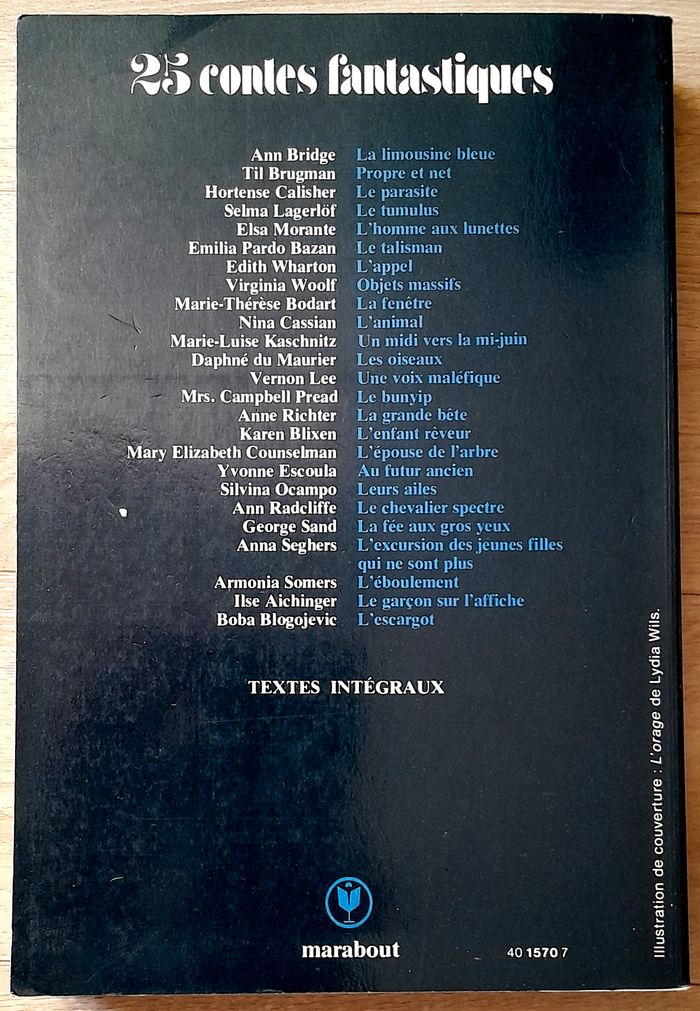 25 contes fantastiques
Ann Bridge La limousine bleue
Til Brugman Propre et net
Hortense Calisher Le parasite
Selma Lagerlöf Le tumulus
Elsa Morante L'homme aux lunettes
Emilia Pardo Bazan Le talisman
Edith Wharton L'appel
Virginia Woolf Objets massifs
Marie-Thérèse Bodart La fenêtre
Nina Cassian L'animal
Marie-Luise Kaschnitz Un midi vers la mi-juin
Daphné du Maurier Les oiseaux
Vernon Lee Une voix maléfique
Mrs. Campbell Pread Le bunyip
Anne Richter La grande bête
Karen Blixen L'enfant rêveur
Mary Elizabeth Counselman L'épouse de l'arbre
Yvonne Escoula Au futur ancien
Silvina Ocampo Leurs ailes
Ann Radcliffe Le chevalier spectre
George Sand La fée aux gros yeux
Anna Seghers L'excursion des jeunes filles
qui ne sont plus
Armonia Somers L'éboulement
Ilse Aichinger Le garçon sur l'affiche
Boba Blogojevic L'escargot
TEXTES INTÉGRAUX
marabout
40 1570 7
Illustration de couverture : L'orage de Lydia Wils.